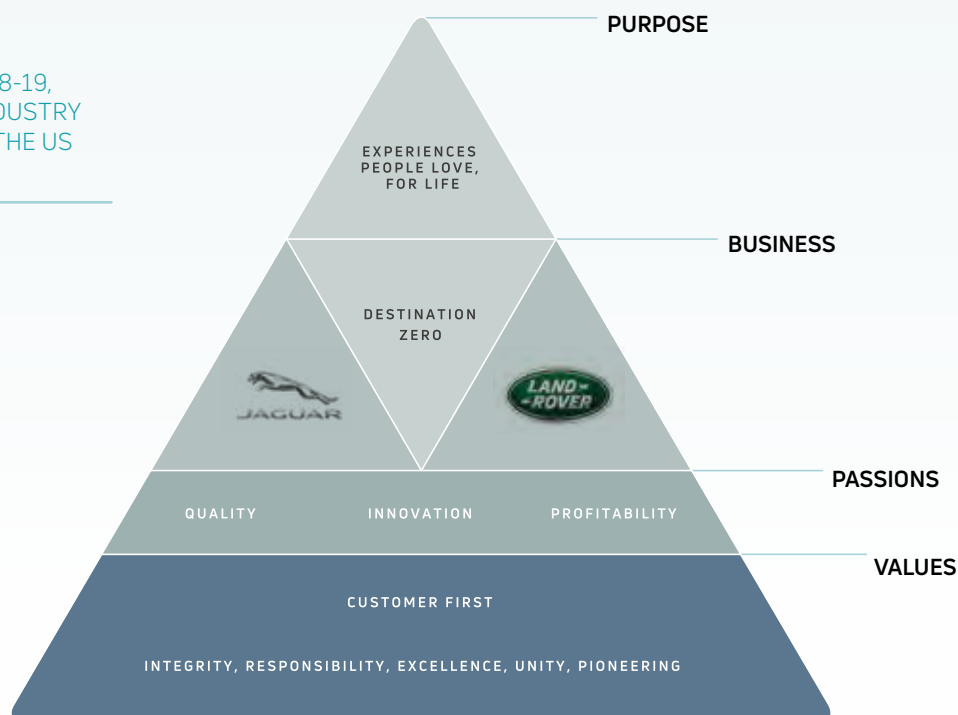 PURPOSE
8-19,
DUSTRY
THE US
EXPERIENCES
PEOPLE LOVE,
FOR LIFE
BUSINESS
DESTINATION
ZERO
JAGUAR
LAND-
-ROVER
PASSIONS
QUALITY INNOVATION PROFITABILITY
VALUES
CUSTOMER FIRST
INTEGRITY, RESPONSIBILITY, EXCELLENCE, UNITY, PIONEERING